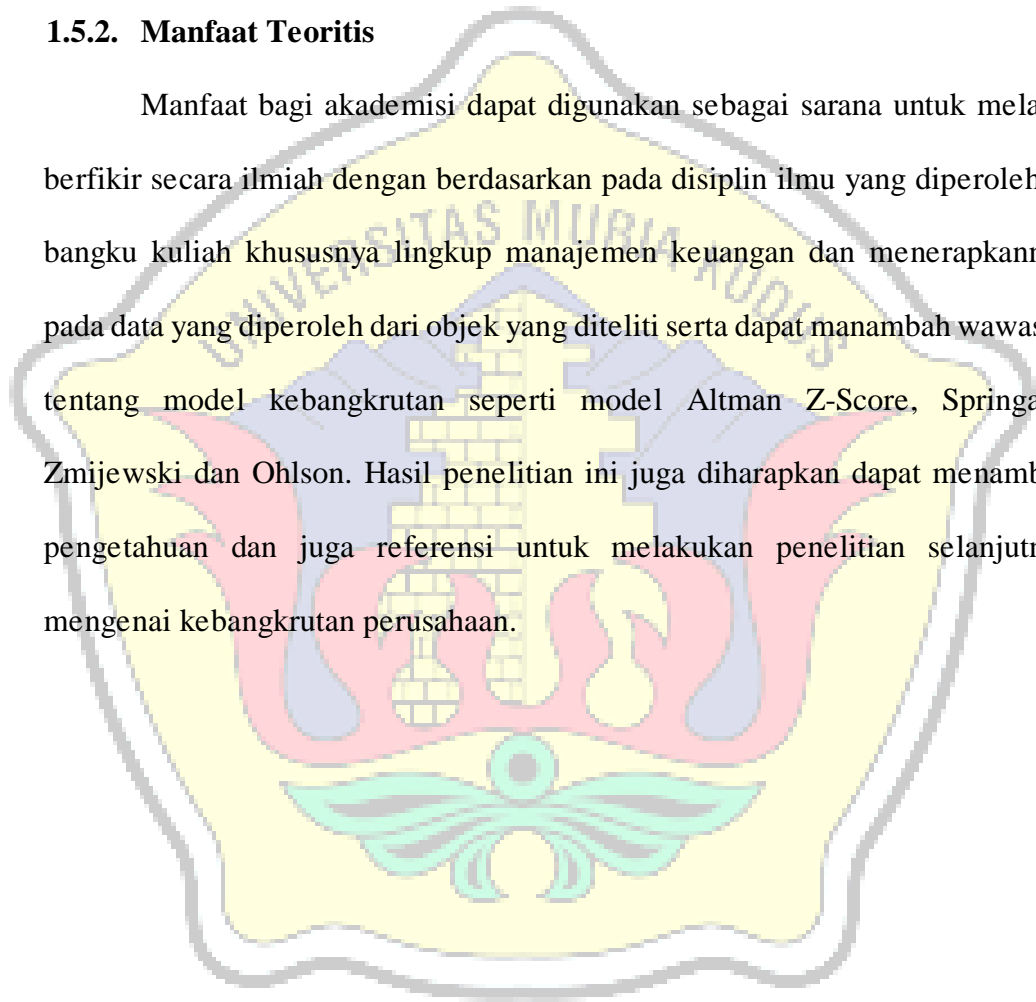 1.5.2. Manfaat Teoritis
Manfaat bagi akademisi dapat digunakan sebagai sarana untuk mela
berfikir secara ilmiah dengan berdasarkan pada disiplin ilmu yang diperoleh
bangku kuliah khususnya lingkup manajemen keuangan dan menerapkann
pada data yang diperoleh dari objek yang diteliti serta dapat manambah wawas
tentang model kebangkrutan seperti model Altman Z-Score, Springa
Zmijewski dan Ohlson. Hasil penelitian ini juga diharapkan dapat menamb
pengetahuan dan juga referensi untuk melakukan penelitian selanjutn
mengenai kebangkrutan perusahaan.
UNIVERSITAS MURIA KUDUS